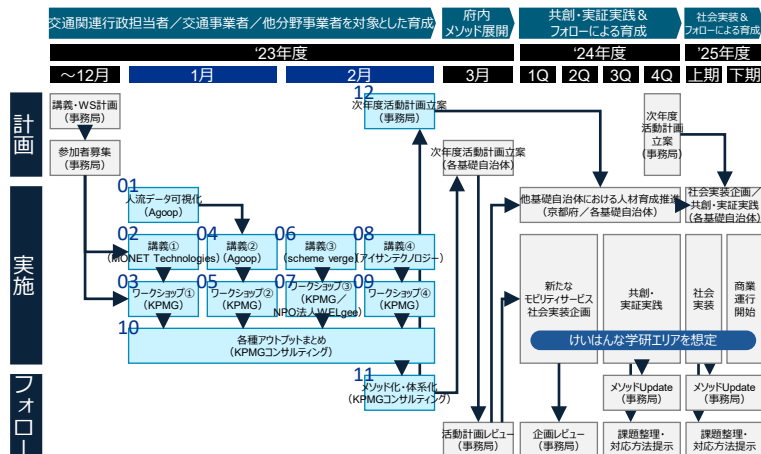 交通関連行政担当者／交通事業者／他分野事業者を対象とした育成
府内
メソッド展開
共創・実証実践＆
フォローによる育成
社会実装＆
フォローによる育成
‘23年度
‘24年度
‘25年度
～12月
1月
2月
3月
1Q
2Q
3Q
4Q
上期
下期
計画
講義・WS計画
(事務局)
参加者募集
(事務局)
12
次年度活動計画立案
(事務局)
次年度活動計画立案
(各基礎自治体)
次年度
活動計画
立案
(事務局)
実施
01
人流データ可視化
(Agoop)
他基礎自治体における人材育成推進
(京都府／各基礎自治体)
社会実装企画／
共創・実証実践
(各基礎自治体)
02
講義①
(MONET Technologies)
04
講義②
(Agoop)
06
講義③
(scheme verge)
08
講義④
(アイサンテクノロジー)
03
ワークショップ①
(KPMG)
05
ワークショップ②
(KPMG)
07
ワークショップ③
(KPMG／
NPO法人WELgee)
09
ワークショップ④
(KPMG)
10
各種アウトプットまとめ
(KPMGコンサルティング)
新たな
モビリティサービス
社会実装企画
共創・
実証実践
社会
実装
商業
運行
開始
けいはんな学研エリアを想定
フォロー
11
メソッド化・体系化
(KPMGコンサルティング)
メソッドUpdate
(事務局)
メソッドUpdate
(事務局)
活動計画レビュー
(事務局)
企画レビュー
(事務局)
課題整理・
対応方法提示
課題整理・
対応方法提示